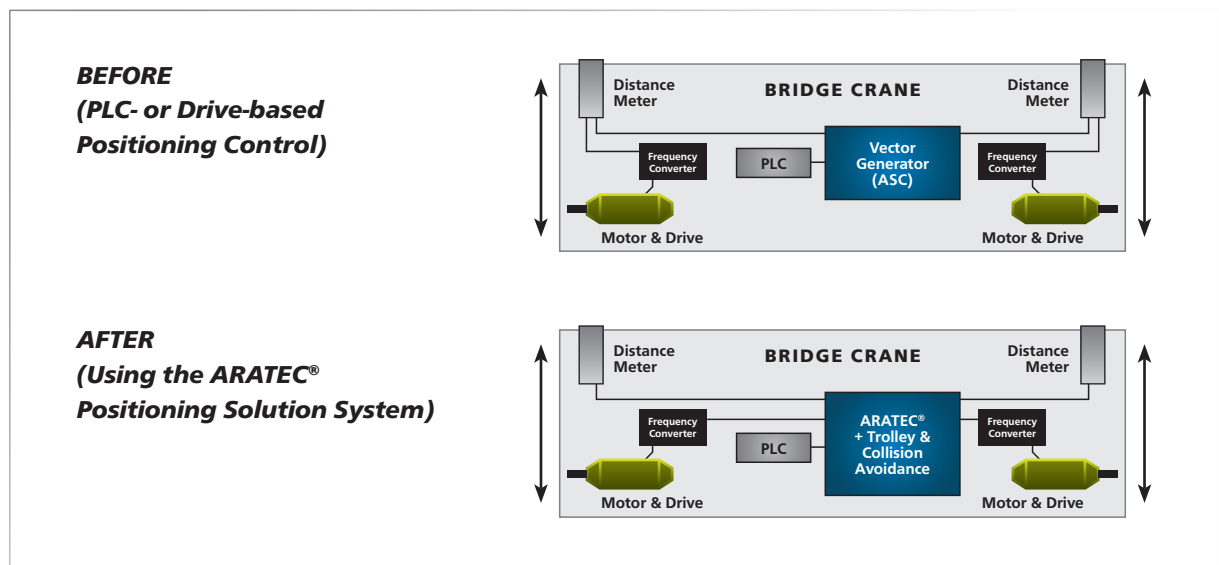 BEFORE
(PLC- or Drive-based
Positioning Control)
BRIDGE CRANE
Distance
Meter
Distance
Meter
Frequency
Converter
PLC
Vector
Generator
(ASC)
Frequency
Converter
Motor & Drive
Motor & Drive
AFTER
(Using the ARATEC®
Positioning Solution System)
BRIDGE CRANE
Distance
Meter
Distance
Meter
Frequency
Converter
PLC
ARATEC®
+ Trolley &
Collision
Avoidance
Frequency
Converter
Motor & Drive
Motor & Drive